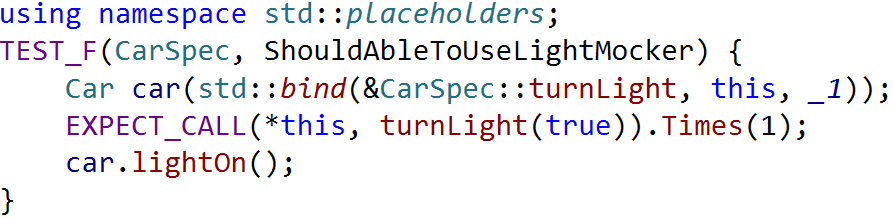 using namespace std::placeholders;
TEST_F(CarSpec, ShouldAbleToUseLightMocker) {
    Car car(std::bind(&CarSpec::turnLight, this, _1));
    EXPECT_CALL(*this, turnLight(true)).Times(1);
    car.lightOn();
}